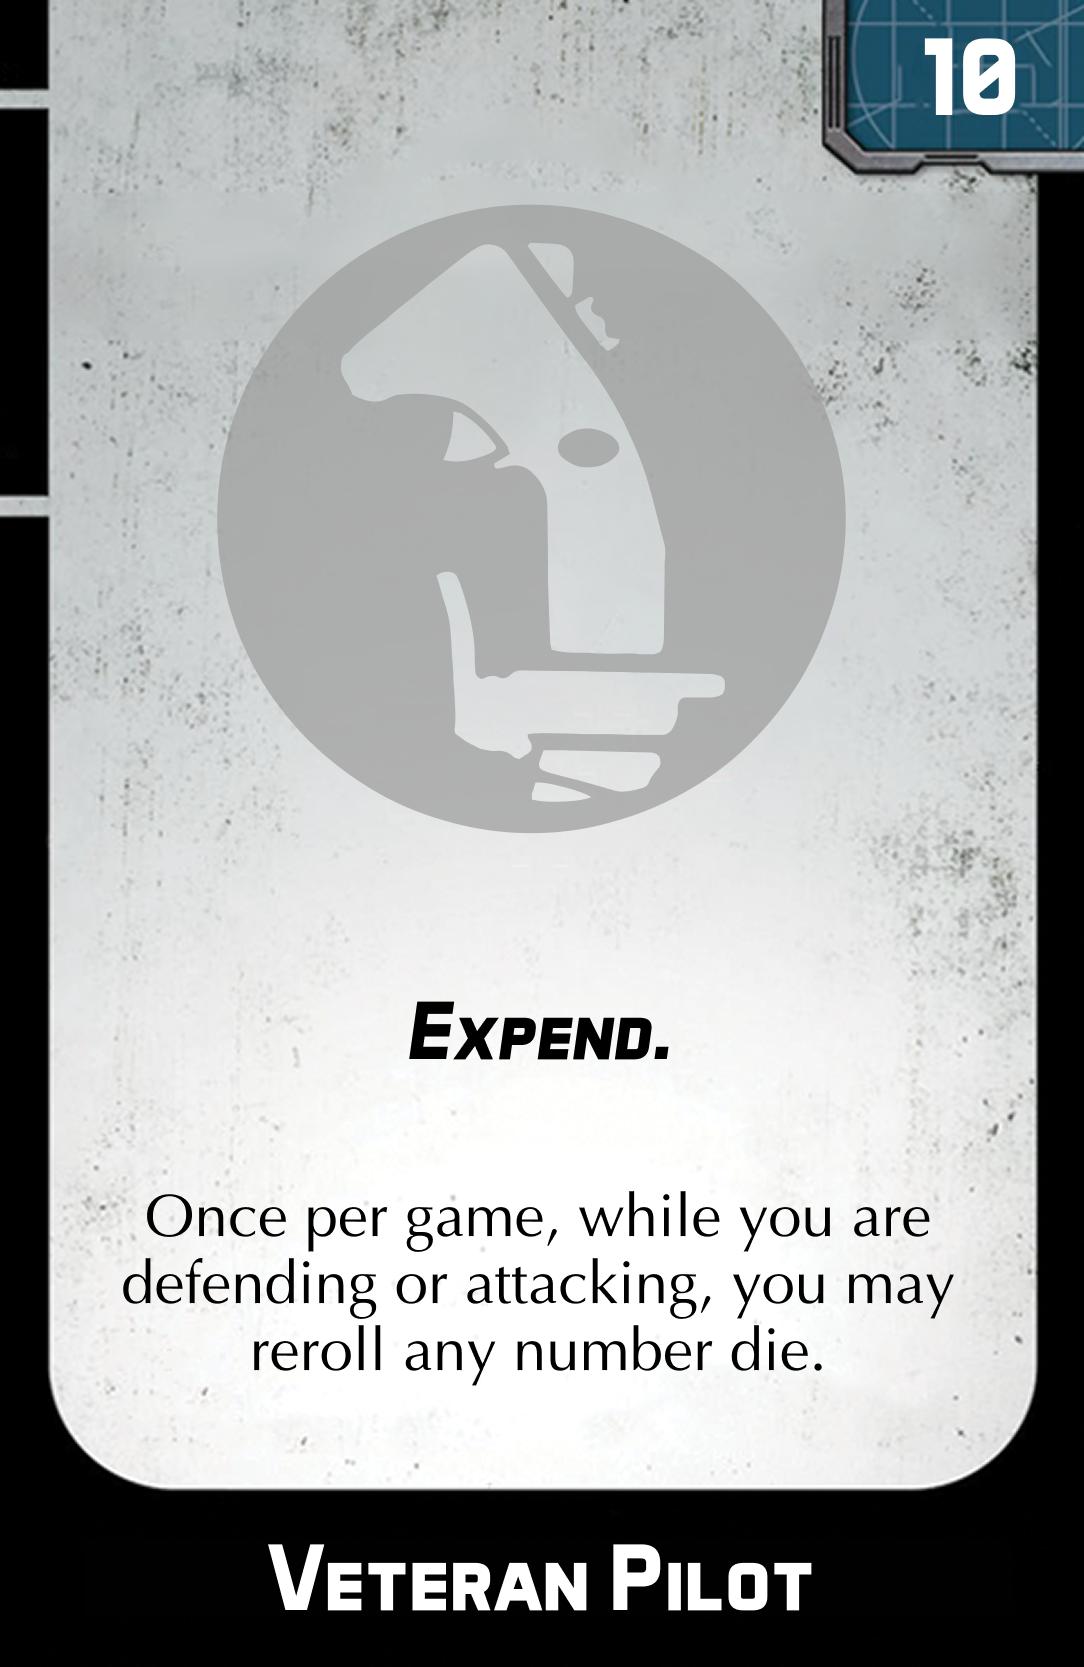 10
Expend.
Once per game, while you are
defending or attacking, you may
reroll any number die.
Veteran Pilot